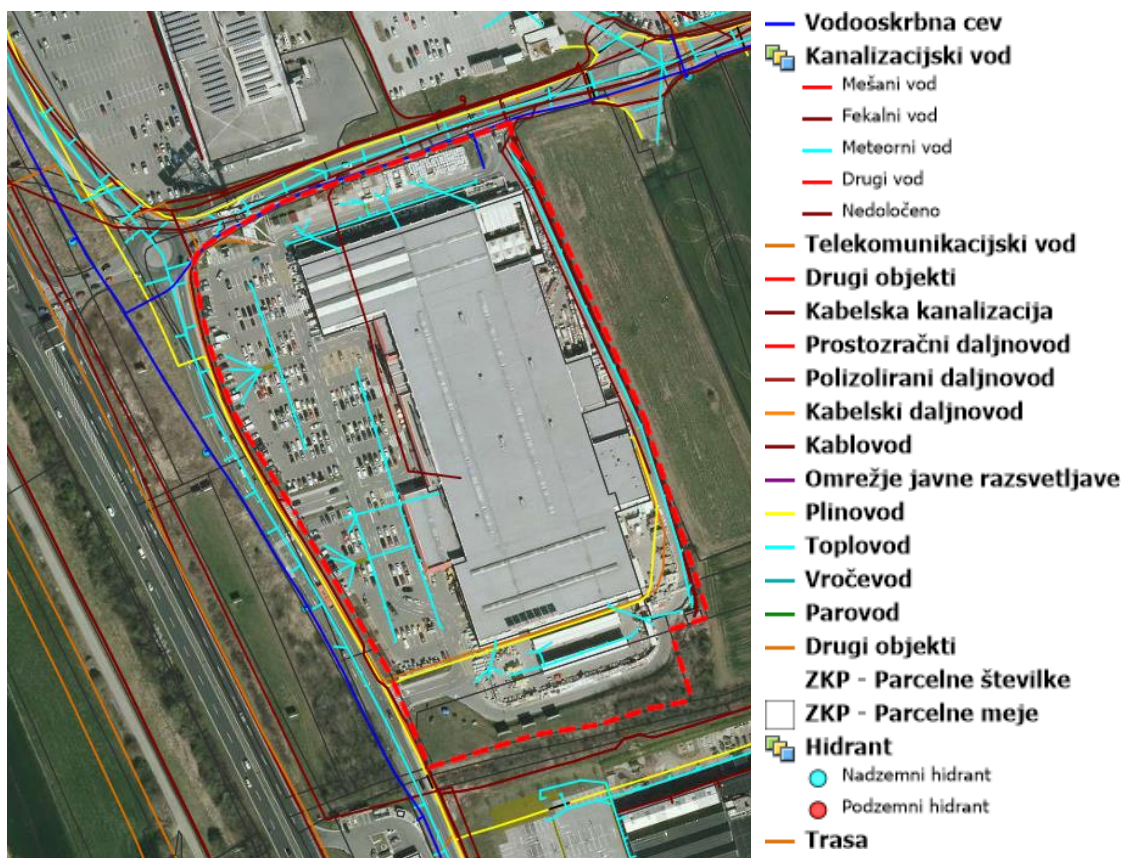 Vodooskrbna cev
Kanalizacijski vod
Mešani vod
Fekalni vod
Meteorni vod
Drugi vod
Nedoločeno
Telekomunikacijski vod
Drugi objekti
Kabelska kanalizacija
Prostozračni daljnovod
Polizolirani daljnovod
Kabelski daljnovod
Kablovod
Omrežje javne razsvetljave
Plinovod
Toplovod
Vročevod
Parovod
Drugi objekti
ZKP - Parcelne številke
ZKP - Parcelne meje
Hidrant
Nadzemni hidrant
Podzemni hidrant
Trasa